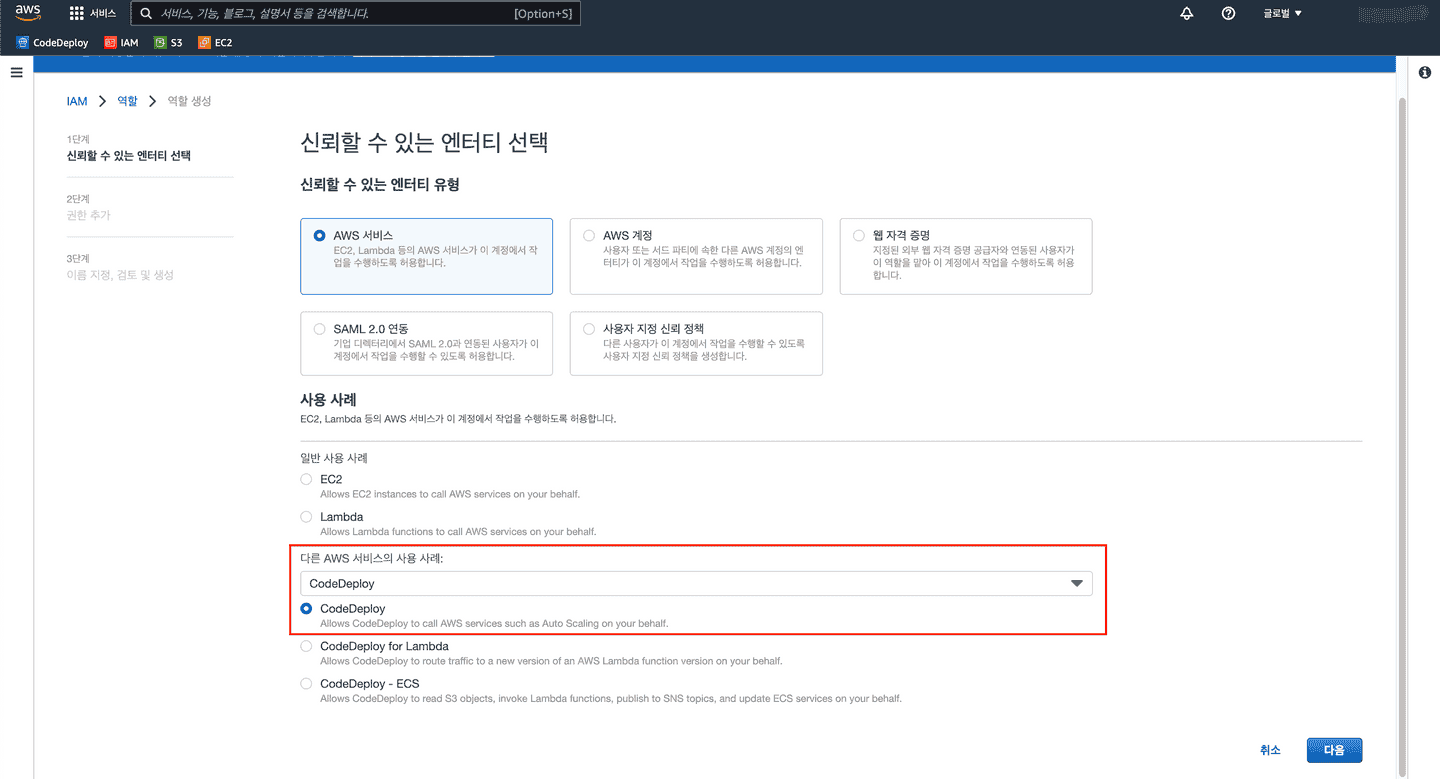 aws
서비스
서비스, 기능, 블로그, 설명서 등을 검색합니다.
[Option+S]
글로벌
CodeDeploy IAM S3 EC2
IAM 역할 역할 생성
1단계
신뢰할 수 있는 엔터티 선택
2단계
권한 추가
3단계
이름 지정, 검토 및 생성
신뢰할 수 있는 엔터티 선택
신뢰할 수 있는 엔터티 유형
AWS 서비스
EC2, Lambda 등의 AWS 서비스가 이 계정에서 작
업을 수행하도록 허용합니다.
AWS 계정
사용자 또는 서드 파티에 속한 다른 AWS 계정의 엔
터티가 이 계정에서 작업을 수행하도록 허용합니다.
웹 자격 증명
지정된 외부 웹 자격 증명 공급자와 연동된 사용자가
이 역할을 맡아 이 계정에서 작업을 수행하도록 허용
합니다.
SAML 2.0 연동
기업 디렉터리에서 SAML 2.0과 연동된 사용자가 이
계정에서 작업을 수행할 수 있도록 허용합니다.
사용자 지정 신뢰 정책
다른 사용자가 이 계정에서 작업을 수행할 수 있도록
사용자 지정 신뢰 정책을 생성합니다.
사용 사례
EC2, Lambda 등의 AWS 서비스가 이 계정에서 작업을 수행하도록 허용합니다.
일반 사용 사례
EC2
Allows EC2 instances to call AWS services on your behalf.
Lambda
Allows Lambda functions to call AWS services on your behalf.
다른 AWS 서비스의 사용 사례:
CodeDeploy
CodeDeploy
Allows CodeDeploy to call AWS services such as Auto Scaling on your behalf.
CodeDeploy for Lambda
Allows CodeDeploy to route traffic to a new version of an AWS Lambda function version on your behalf.
CodeDeploy - ECS
Allows CodeDeploy to read S3 objects, invoke Lambda functions, publish to SNS topics, and update ECS services on your behalf.
취소
다음